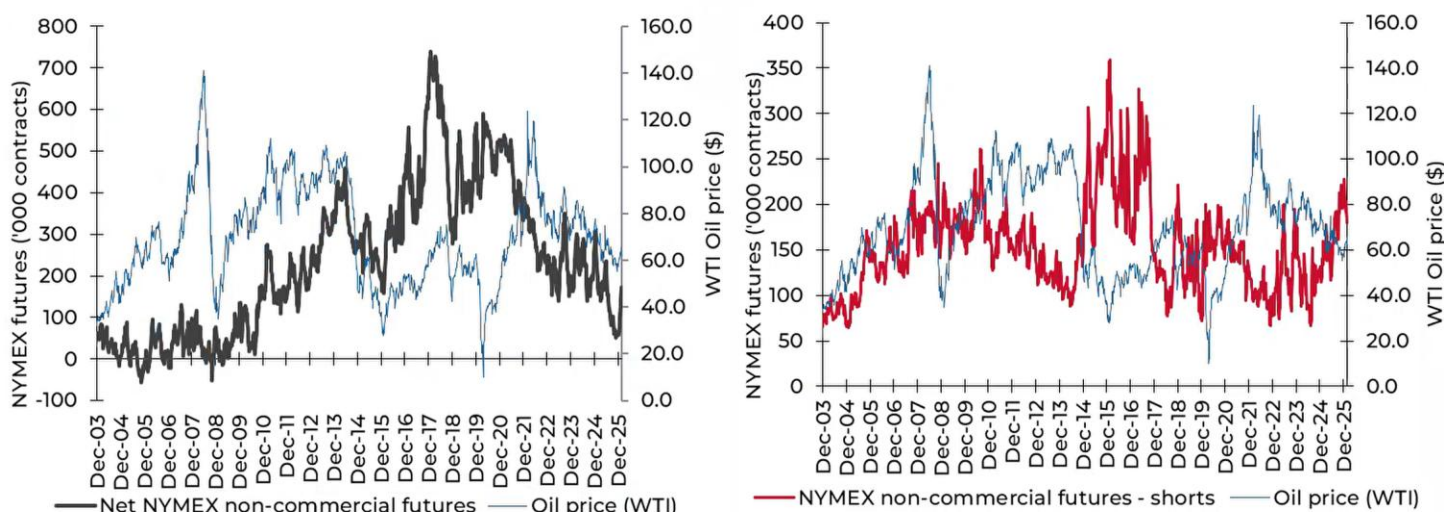 NYMEX futures ('000 contracts)
800
700
600
500
400
300
200
100
0
-100
160.0
140.0
120.0
100.0
80.0
60.0
40.0
20.0
0.0
WTI Oil price ($)
Dec-03
Dec-04
Dec-05
Dec-06
Dec-07
Dec-08
Dec-09
Dec-10
Dec-11
Dec-12
Dec-13
Dec-14
Dec-15
Dec-16
Dec-17
Dec-18
Dec-19
Dec-20
Dec-21
Dec-22
Dec-23
Dec-24
Dec-25
Net NYMEX non-commercial futures
Oil price (WTI)
NYMEX futures ('000 contracts)
400
350
300
250
200
150
100
50
0
160.0
140.0
120.0
100.0
80.0
60.0
40.0
20.0
0.0
WTI Oil price ($)
Dec-03
Dec-04
Dec-05
Dec-06
Dec-07
Dec-08
Dec-09
Dec-10
Dec-11
Dec-12
Dec-13
Dec-14
Dec-15
Dec-16
Dec-17
Dec-18
Dec-19
Dec-20
Dec-21
Dec-22
Dec-23
Dec-24
Dec-25
NYMEX non-commercial futures - shorts
Oil price (WTI)